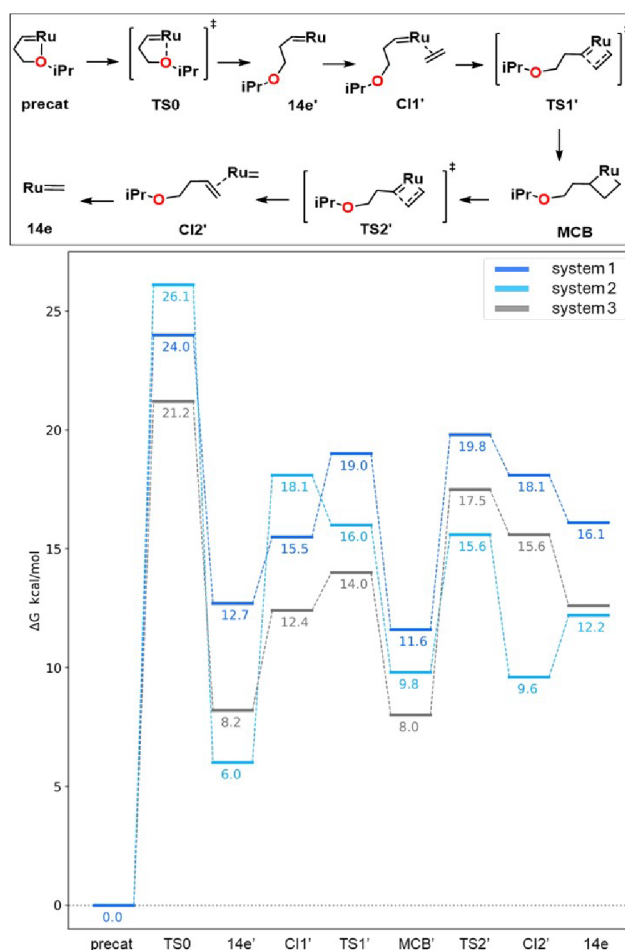 Ru
O
iPr
precat
Ru
O
iPr
‡
TS0
Ru
O
iPr
14e'
Ru
O
iPr
CI1'
Ru
iPr O
‡
TS1'
Ru=
14e
iPr O
Ru=
CI2'
iPr O
Ru
‡
TS2'
iPr O
Ru
MCB
system 1
system 2
system 3
ΔG kcal/mol
25
20
15
10
5
0
26.1
24.0
21.2
12.7
8.2
6.0
18.1
15.5
12.4
19.0
16.0
14.0
11.6
9.8
8.0
19.8
17.5
15.6
18.1
15.6
9.6
16.1
12.2
0.0
precat TS0 14e' CI1' TS1' MCB' TS2' CI2' 14e